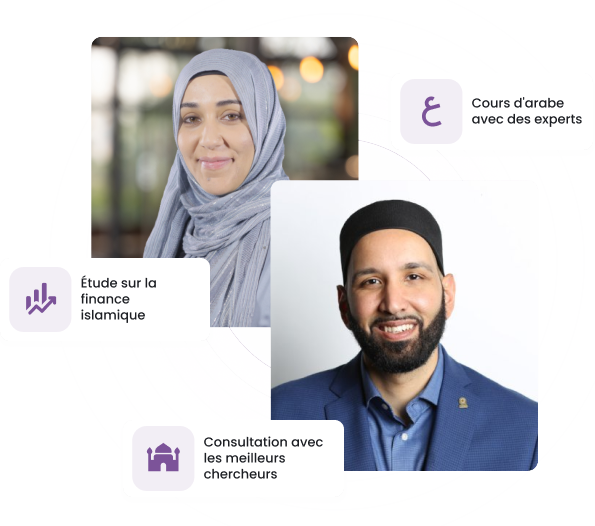 ع
Cours d'arabe
avec des experts
Étude sur la
finance
islamique
Consultation avec
les meilleurs
chercheurs